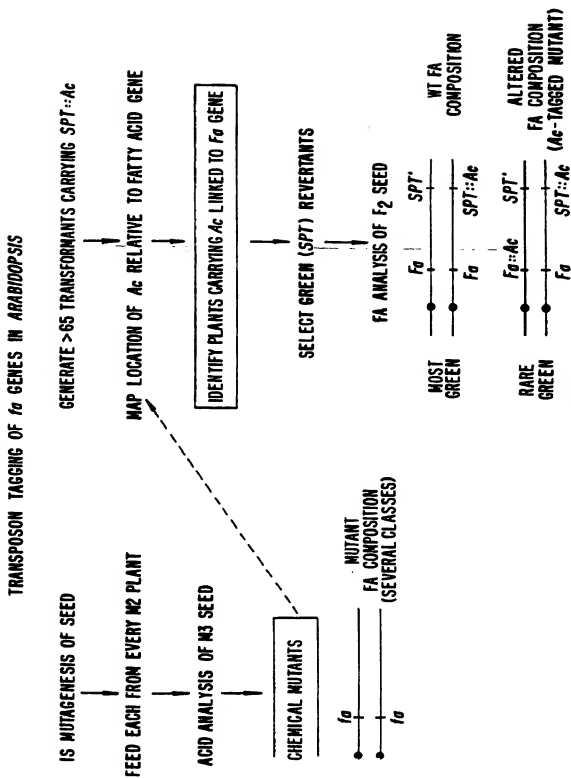 TRANSPOSON TAGGING OF fa GENES IN ARABIDOPSIS
IS MUTAGENESIS OF SEED
FEED EACH FROM EVERY M2 PLANT
ACID ANALYSIS OF M3 SEED
CHEMICAL MUTANTS
fa
fa
MUTANT
FA COMPOSITION
(SEVERAL CLASSES)
GENERATE >65 TRANSFORMANTS CARRYING SPT::Ac
MAP LOCATION OF Ac RELATIVE TO FATTY ACID GENE
IDENTIFY PLANTS CARRYING Ac LINKED TO Fa GENE
SELECT GREEN (SPT) REVERTANTS
FA ANALYSIS OF F2 SEED
MOST
GREEN
Fa SPT+
Fa SPT::Ac
WT FA
COMPOSITION
RARE
GREEN
Fa::Ac SPT+
Fa SPT::Ac
ALTERED
FA COMPOSITION
(Ac-TAGGED MUTANT)